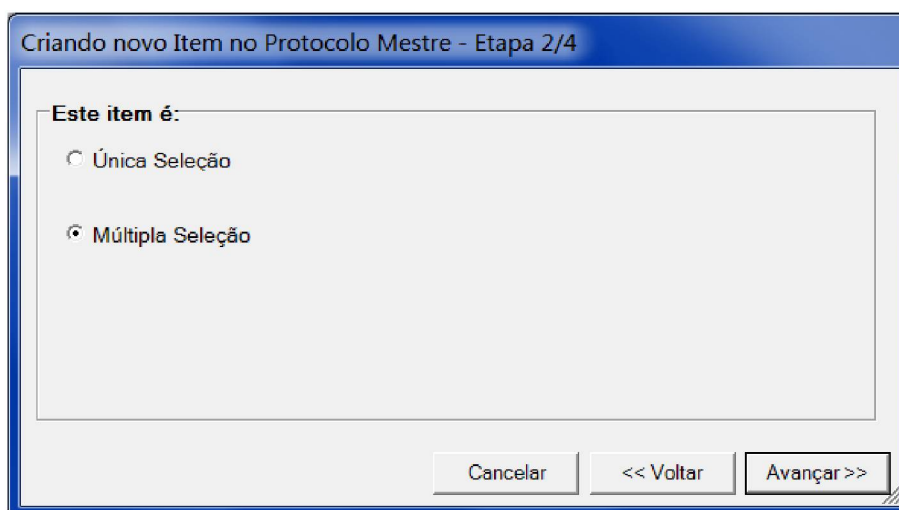 Criando novo Item no Protocolo Mestre - Etapa 2/4
Este item é:
Única Seleção
Múltipla Seleção
Cancelar << Voltar Avançar >>